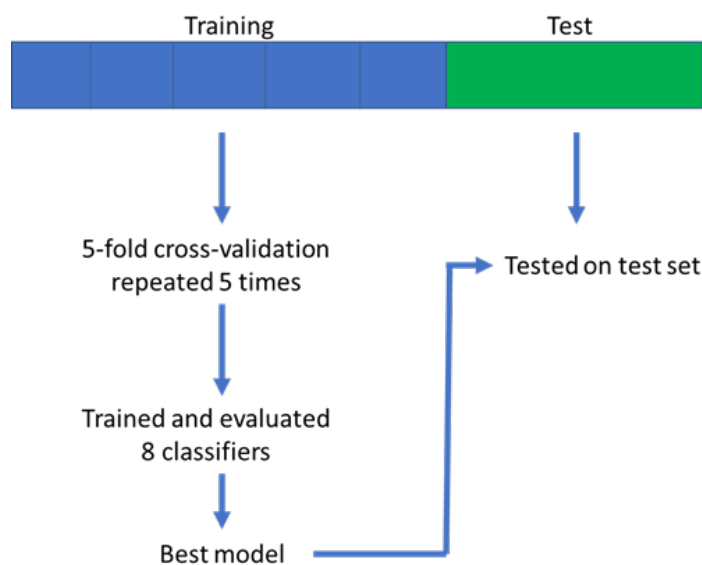 Training
Test
5-fold cross-validation
repeated 5 times
Tested on test set
Trained and evaluated
8 classifiers
Best model